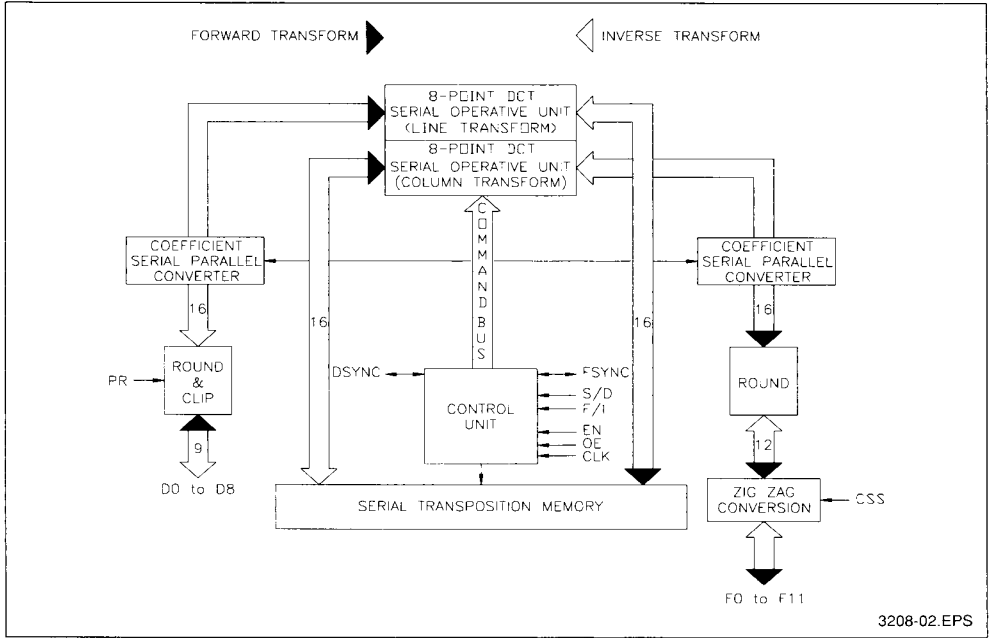 FORWARD TRANSFORM
INVERSE TRANSFORM
8-POINT DCT
SERIAL OPERATIVE UNIT
(LINE TRANSFORM)
8-POINT DCT
SERIAL OPERATIVE UNIT
(COLUMN TRANSFORM)
COEFFICIENT
SERIAL PARALLEL
CONVERTER
COMMAND BUS
COEFFICIENT
SERIAL PARALLEL
CONVERTER
16
16
16
16
PR
ROUND
&
CLIP
DSYNC
CONTROL
UNIT
FSYNC
S/D
F/I
EN
OE
CLK
ROUND
9
12
D0 to D8
SERIAL TRANSPOSITION MEMORY
ZIG ZAG
CONVERSION
CSS
F0 to F11
3208-02.EPS